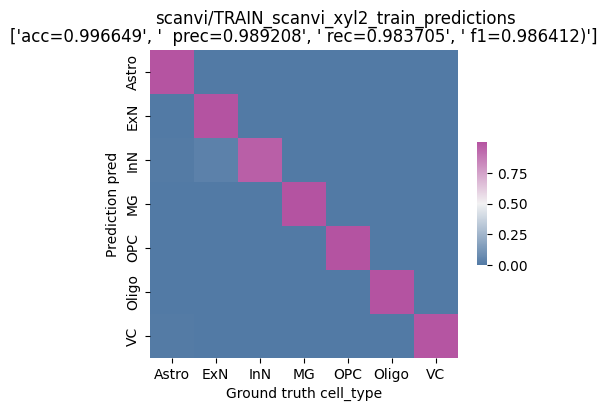 scanvi/TRAIN_scanvi_xyl2_train_predictions
['acc=0.996649', '  prec=0.989208', ' rec=0.983705', ' f1=0.986412)']
Astro
ExN
InN
MG
OPC
Oligo
VC
Prediction pred
Astro ExN InN MG OPC Oligo VC
Ground truth cell_type
0.75
0.50
0.25
0.00